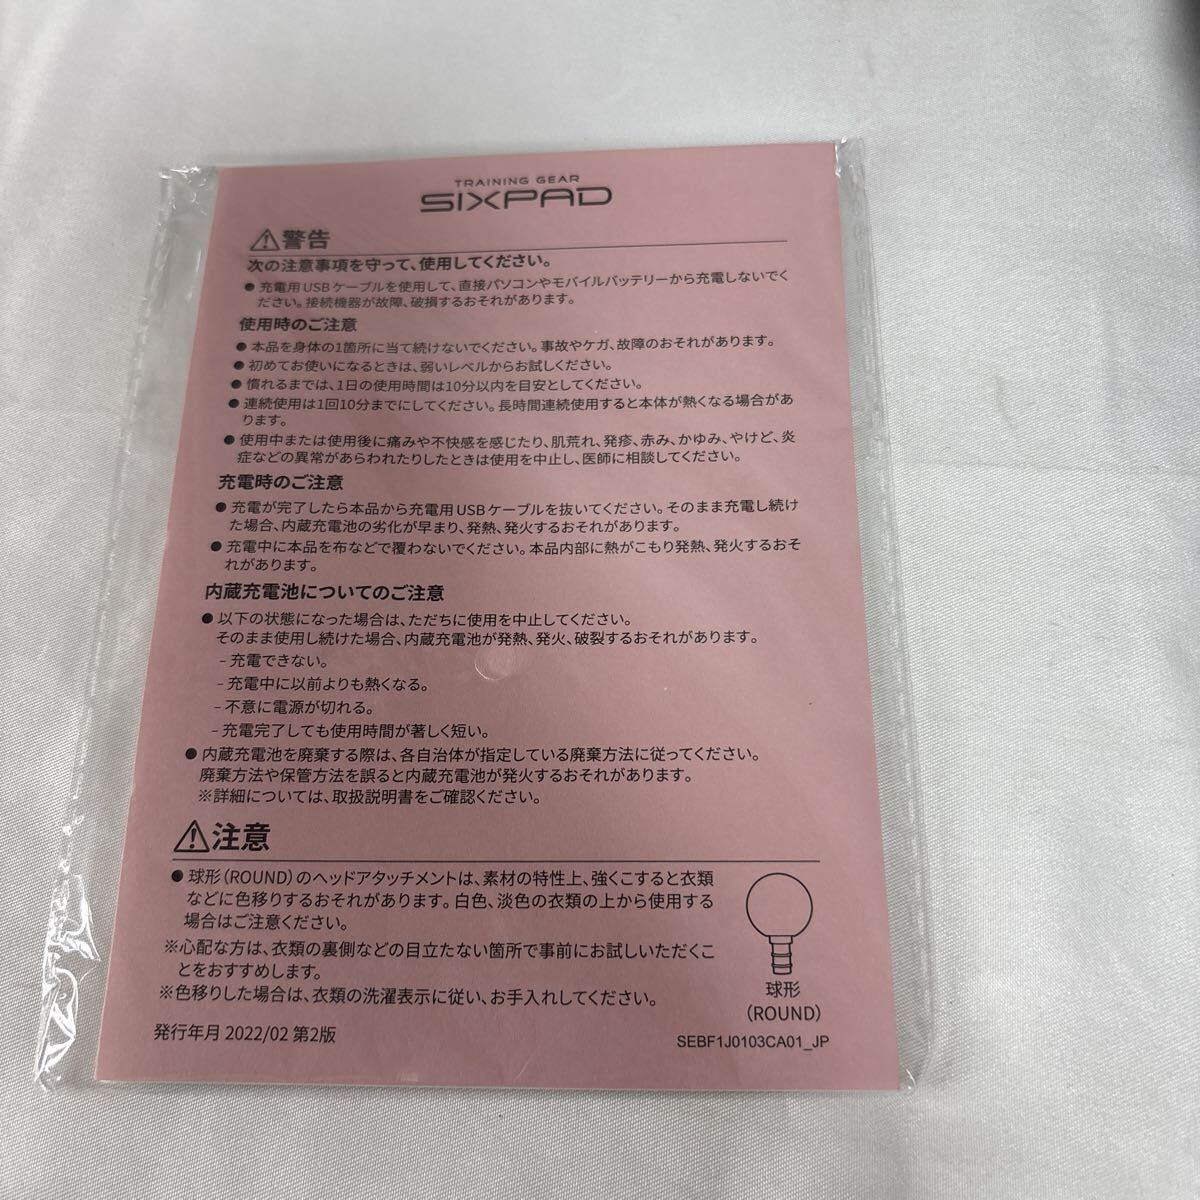 TRAINING GEAR
SIXPAD
警告
次の注意事項を守って、使用してください。
● 充電用USBケーブルを使用して、直接パソコンやモバイルバッテリーから充電しないでく
ださい。接続機器が故障、破損するおそれがあります。
使用時のご注意
● 本品を身体の1箇所に当て続けないでください。事故やケガ、故障のおそれがあります。
● 初めてお使いになるときは、弱いレベルからお試しください。
● 慣れるまでは、1日の使用時間は10分以内を目安としてください。
● 連続使用は1回10分までにしてください。長時間連続使用すると本体が熱くなる場合があ
ります。
● 使用中または使用後に痛みや不快感を感じたり、肌荒れ、発疹、赤み、かゆみ、やけど、炎
症などの異常があらわれたりしたときは使用を中止し、医師に相談してください。
充電時のご注意
● 充電が完了したら本品から充電用USBケーブルを抜いてください。そのまま充電し続け
た場合、内蔵充電池の劣化が早まり、発熱、発火するおそれがあります。
● 充電中に本品を布などで覆わないでください。本品内部に熱がこもり発熱、発火するおそ
れがあります。
内蔵充電池についてのご注意
● 以下の状態になった場合は、ただちに使用を中止してください。
そのまま使用し続けた場合、内蔵充電池が発熱、発火、破裂するおそれがあります。
- 充電できない。
- 充電中に以前よりも熱くなる。
- 不意に電源が切れる。
- 充電完了しても使用時間が著しく短い。
● 内蔵充電池を廃棄する際は、各自治体が指定している廃棄方法に従ってください。
廃棄方法や保管方法を誤ると内蔵充電池が発火するおそれがあります。
※詳細については、取扱説明書をご確認ください。
注意
● 球形(ROUND)のヘッドアタッチメントは、素材の特性上、強くこすると衣類
などに色移りするおそれがあります。白色、淡色の衣類の上から使用する
場合はご注意ください。
※心配な方は、衣類の裏側などの目立たない箇所で事前にお試しいただくこ
とをおすすめします。
※色移りした場合は、衣類の洗濯表示に従い、お手入れしてください。
球形
(ROUND)
発行年月 2022/02 第2版
SEBF1J0103CA01_JP